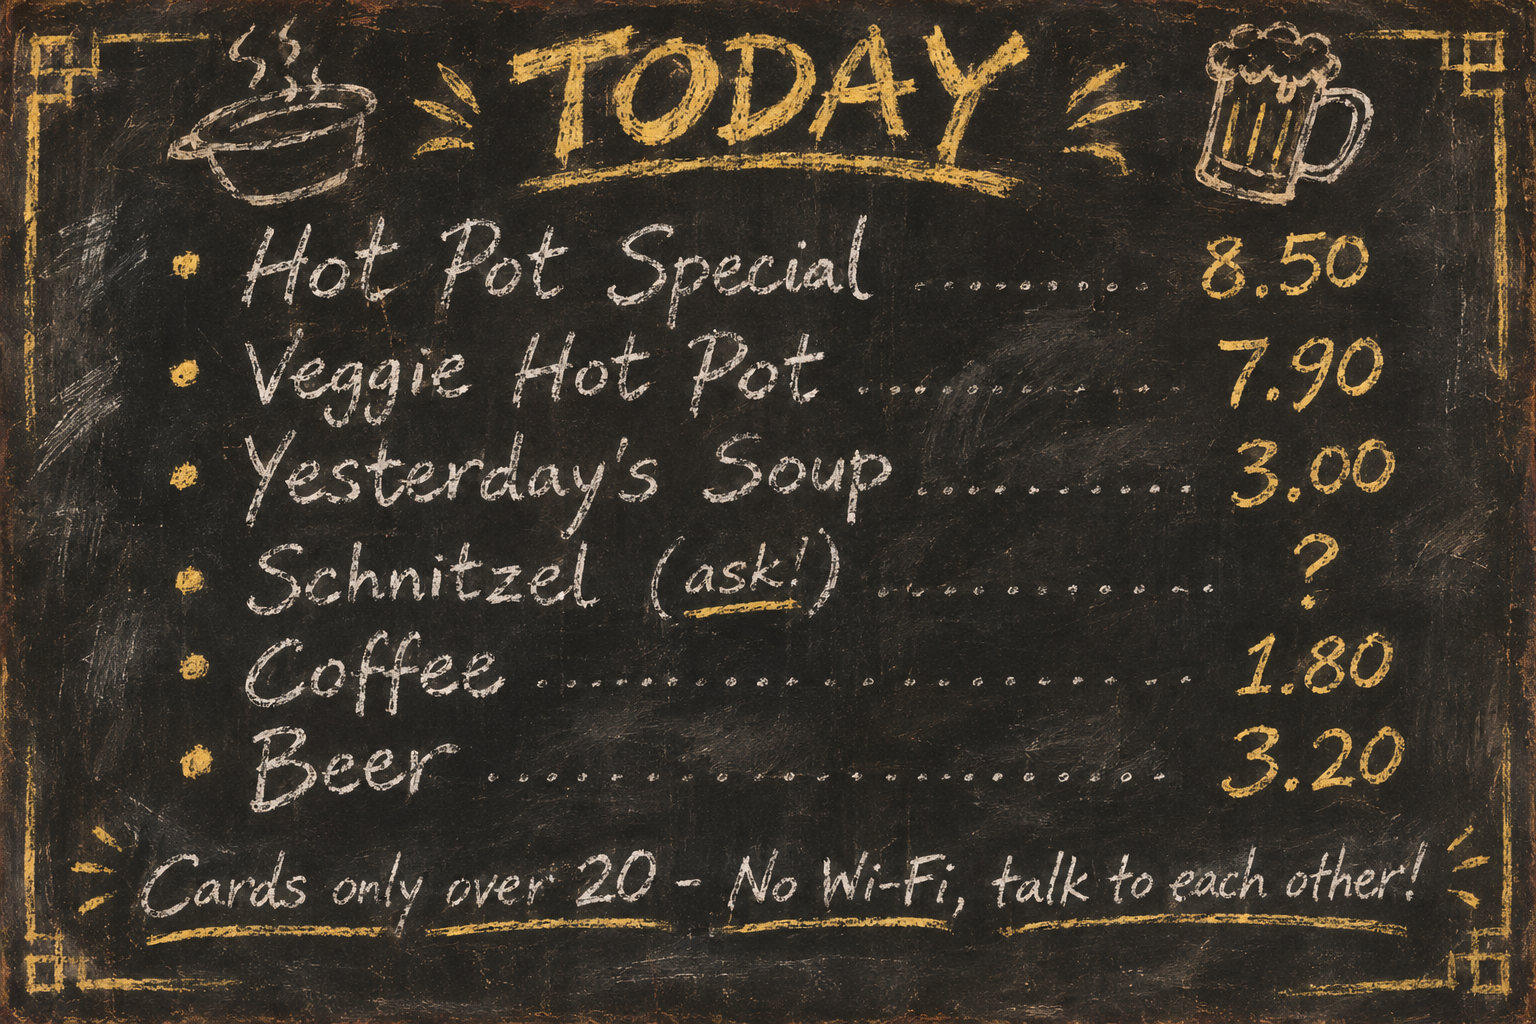 TODAY
Hot Pot Special ........... 8.50
Veggie Hot Pot ........... 7.90
Yesterday's Soup ........... 3.00
Schnitzel (ask!) ........... ?
Coffee ........... 1.80
Beer ........... 3.20
Cards only over 20 - No Wi-Fi, talk to each other!